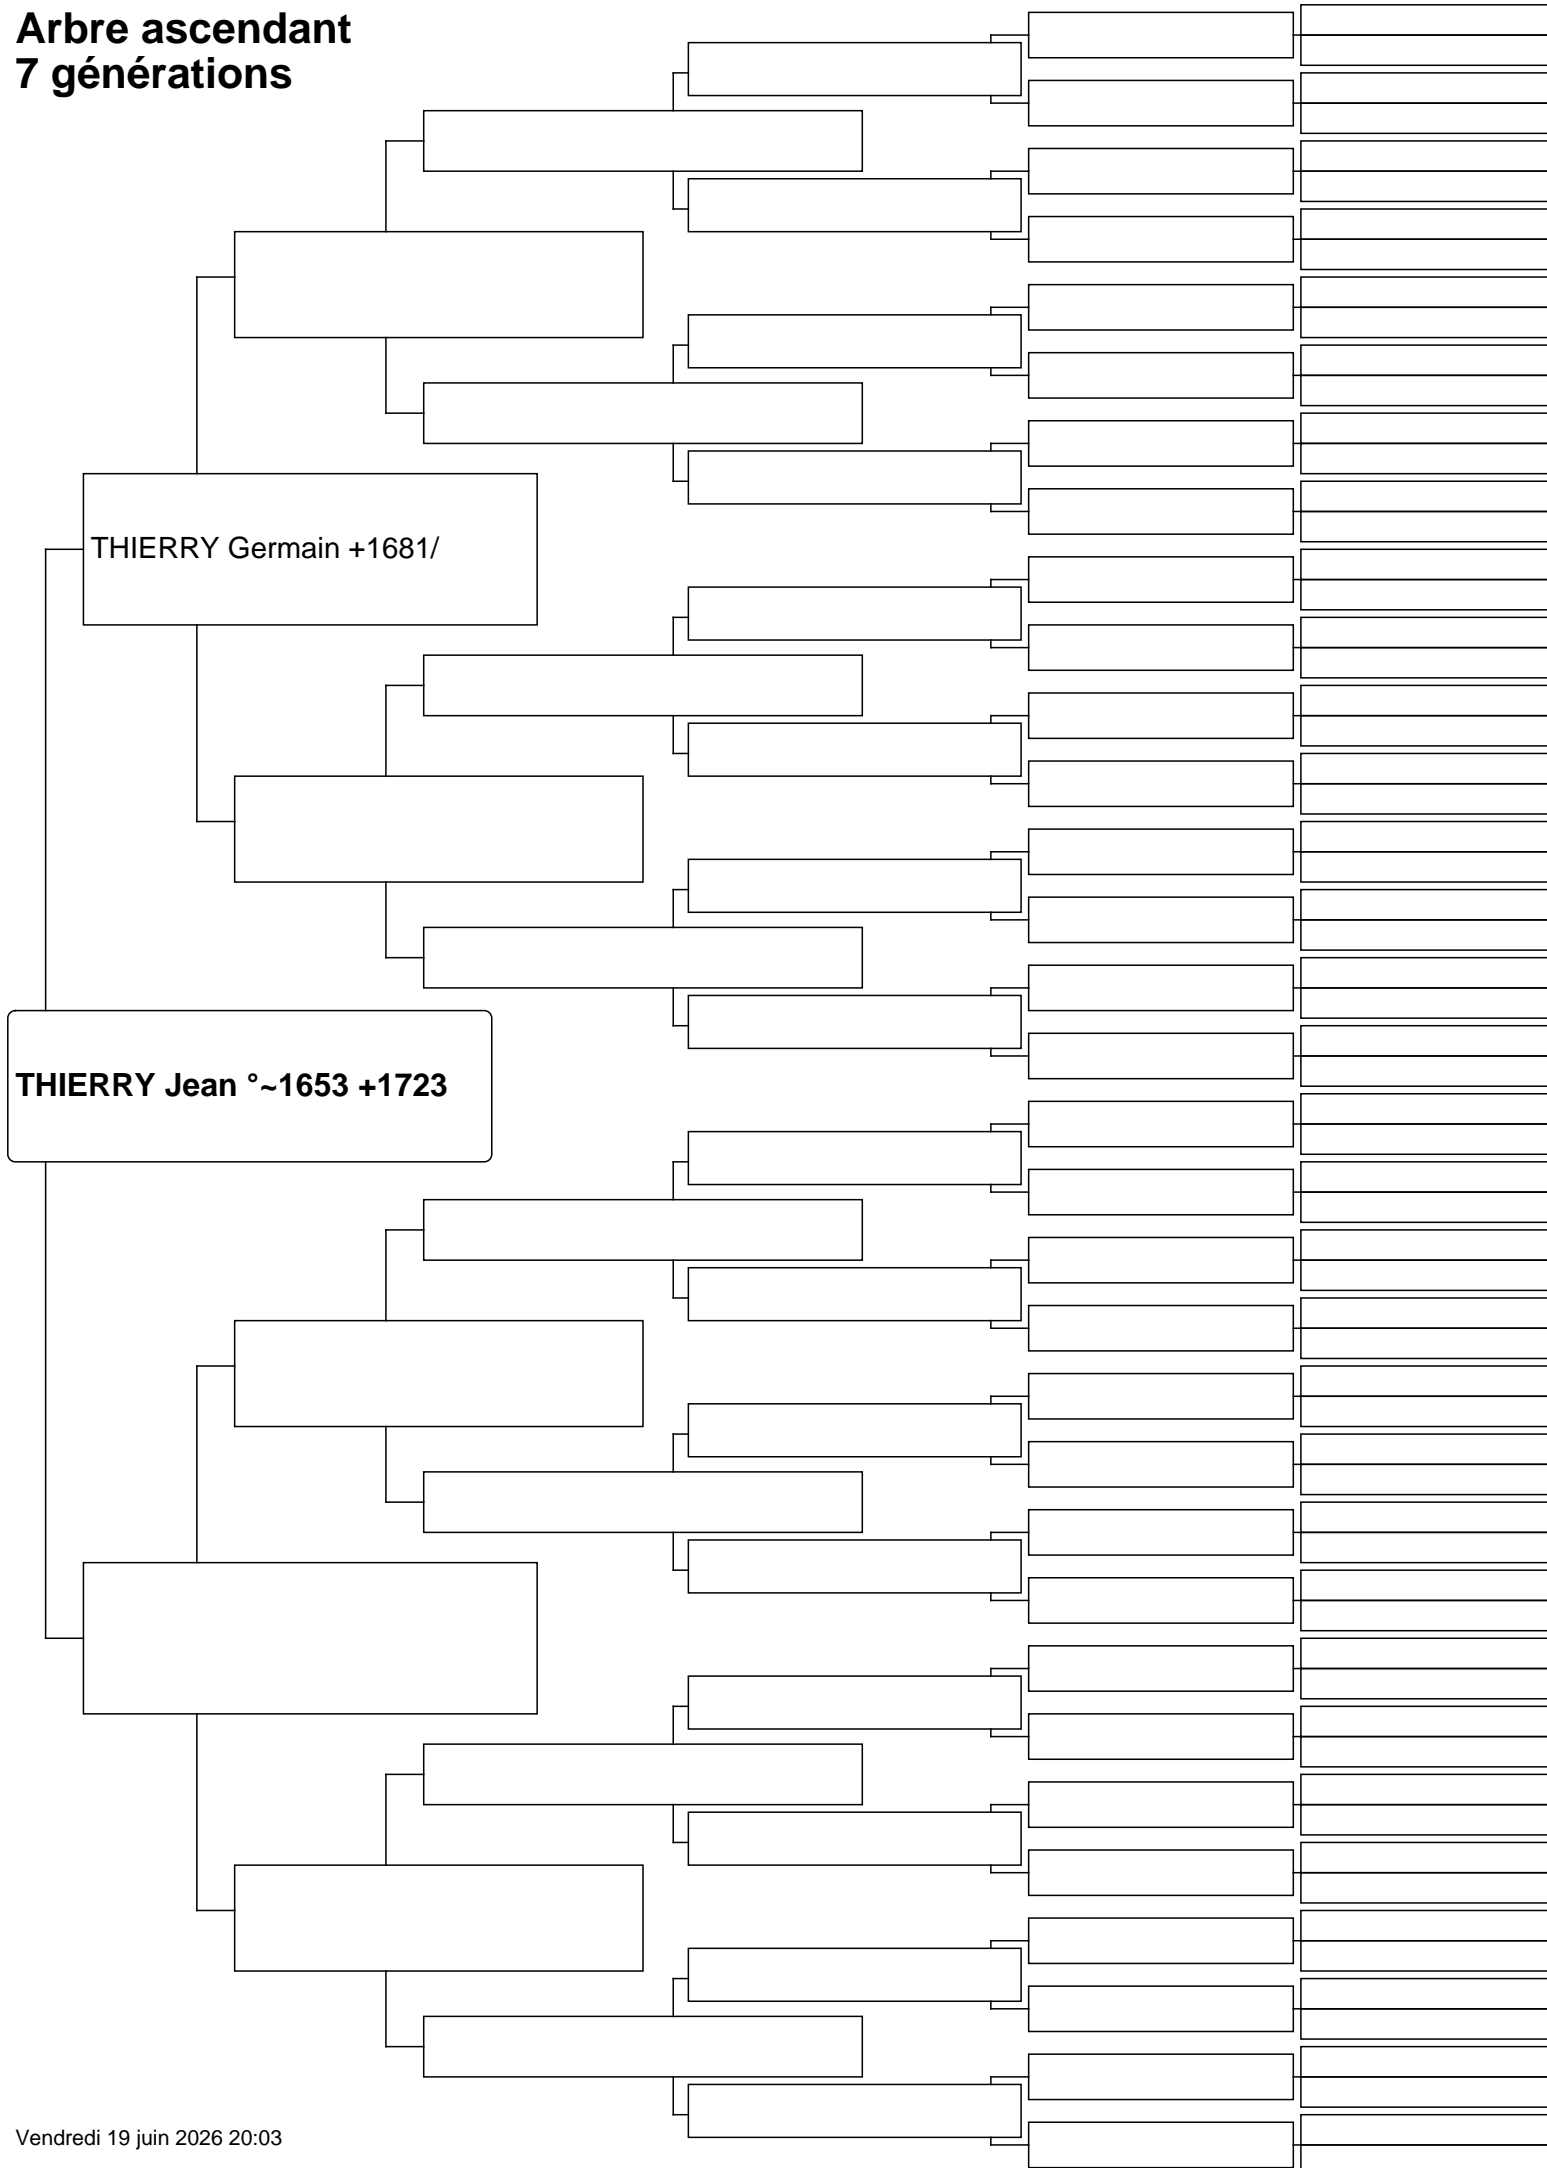 Arbre ascendant
7 générations
THIERRY Germain +1681/
THIERRY Jean °~1653 +1723
Vendredi 19 juin 2026 20:03